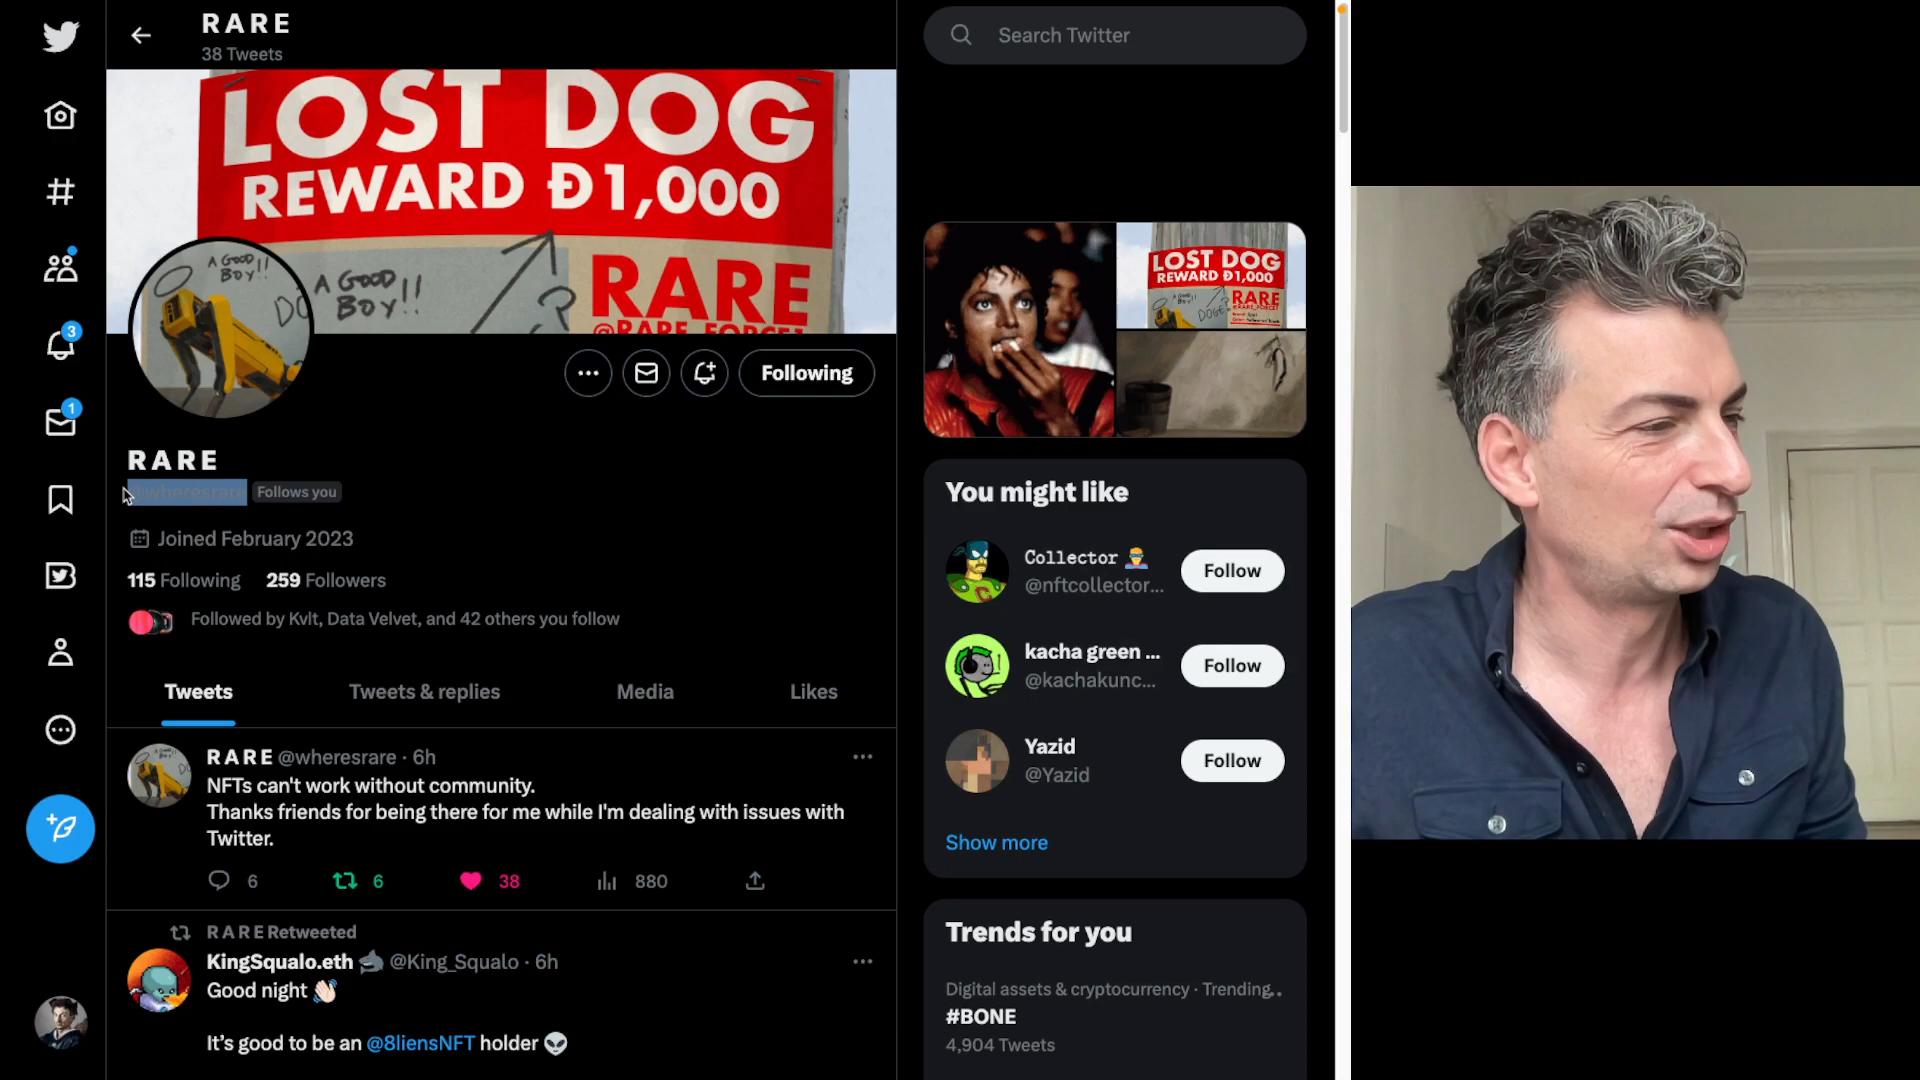 RARE
38 Tweets
Search Twitter
LOST DOG
REWARD Ð1,000
A GOOD
BOY!!
RARE
A GOOD
BOY!!
LOST DOG
REWARD Ð1,000
RARE
3
1
Following
RARE
@wheresrare
Follows you
Joined February 2023
115 Following 259 Followers
Followed by Kvlt, Data Velvet, and 42 others you follow
Tweets Tweets & replies Media Likes
RARE @wheresrare · 6h
NFTs can't work without community.
Thanks friends for being there for me while I'm dealing with issues with
Twitter.
6 6 38 880
RARE Retweeted
KingSqualo.eth 🦈 @King_Squalo · 6h
Good night 👋🏻
It's good to be an @8liensNFT holder 👽
You might like
Collector
@nftcollector...
Follow
kacha green ...
@kachakunc...
Follow
Yazid
@Yazid
Follow
Show more
Trends for you
Digital assets & cryptocurrency · Trending..
#BONE
4,904 Tweets